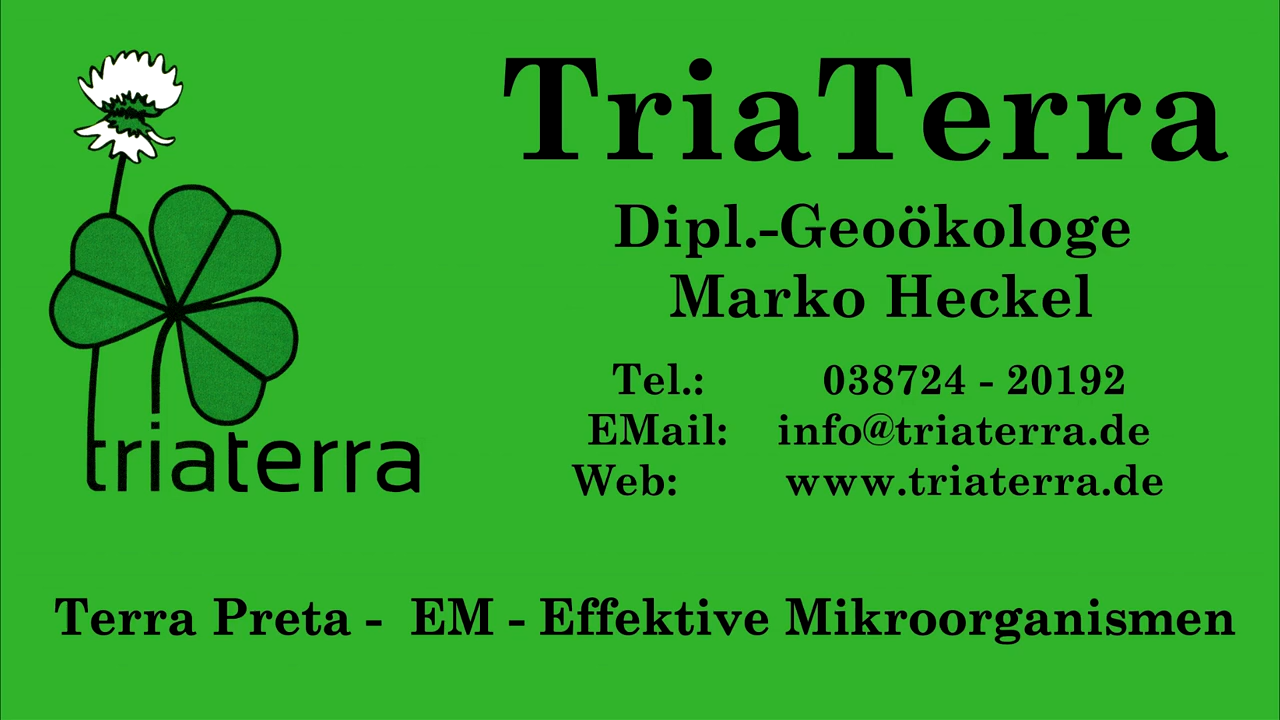 TriaTerra
Dipl.-Geoökologe
Marko Heckel
Tel.: 038724 - 20192
EMail: info@triaterra.de
Web: www.triaterra.de
triaterra
Terra Preta - EM - Effektive Mikroorganismen